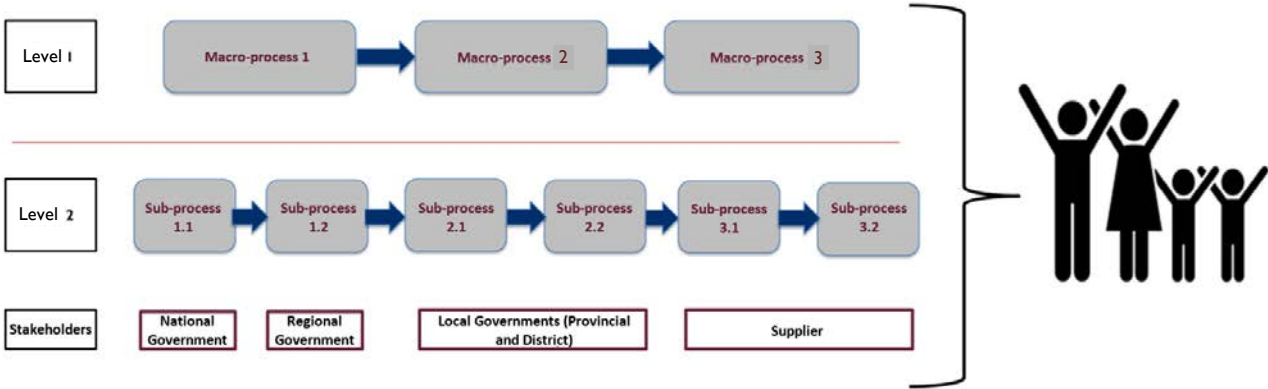 Level 1
Macro-process 1
Macro-process 2
Macro-process 3
Level 2
Sub-process
1.1
Sub-process
1.2
Sub-process
2.1
Sub-process
2.2
Sub-process
3.1
Sub-process
3.2
Stakeholders
National
Government
Regional
Government
Local Governments (Provincial
and District)
Supplier